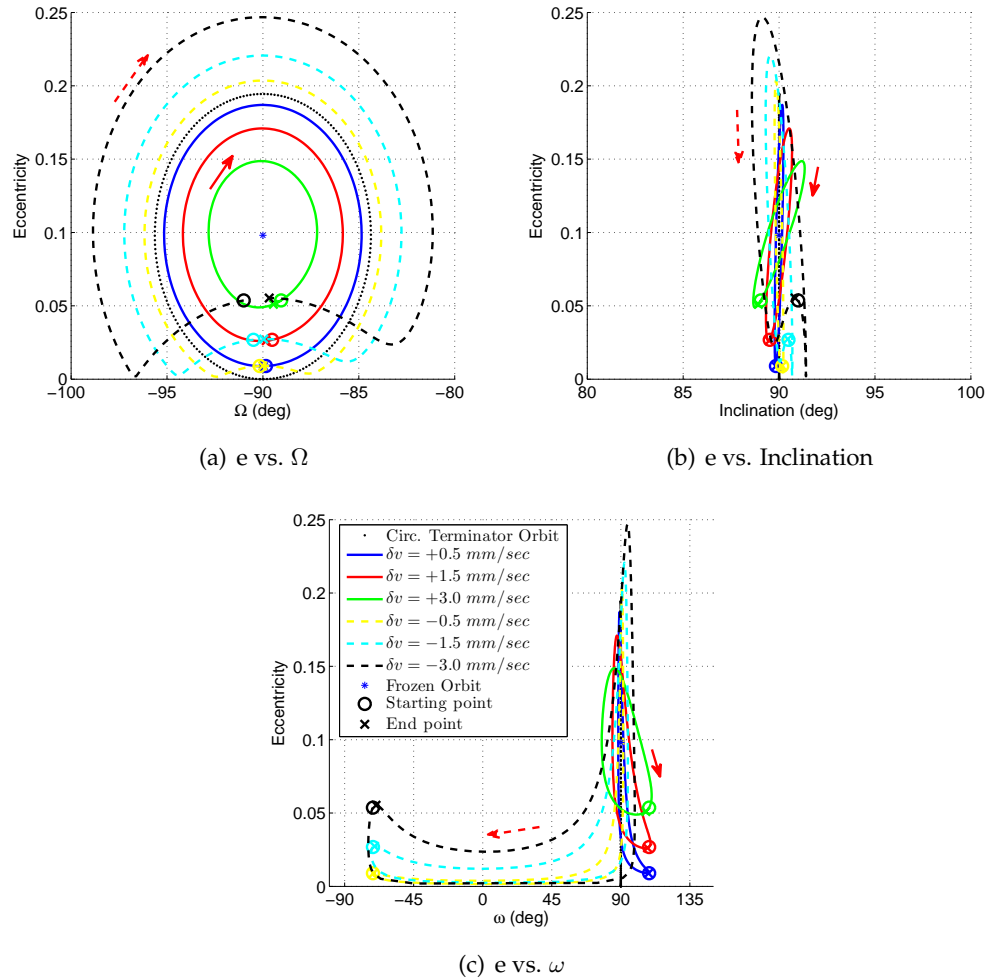 0.25
0.2
0.15
0.1
0.05
0
Eccentricity
−100
−95
−90
−85
−80
Ω (deg)
(a) e vs. Ω
0.25
0.2
0.15
0.1
0.05
0
Eccentricity
80
85
90
95
100
Inclination (deg)
(b) e vs. Inclination
0.25
0.2
0.15
0.1
0.05
0
Eccentricity
Circ. Terminator Orbit
δv = +0.5 mm/sec
δv = +1.5 mm/sec
δv = +3.0 mm/sec
δv = −0.5 mm/sec
δv = −1.5 mm/sec
δv = −3.0 mm/sec
Frozen Orbit
Starting point
End point
−90
−45
0
45
90
135
ω (deg)
(c) e vs. ω